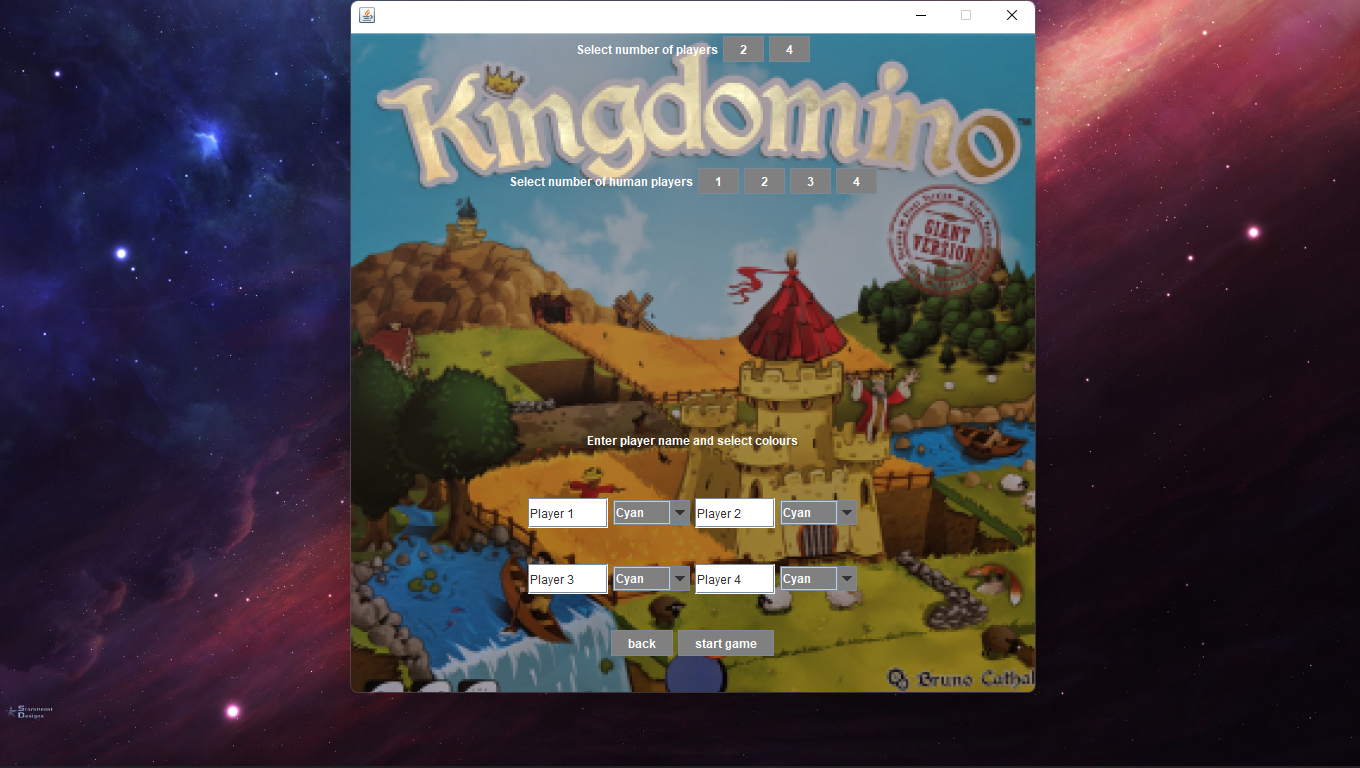 Select number of players 2 4
Kingdomino™
Select number of human players 1 2 3 4
GIANT
VERSION
Enter player name and select colours
Player 1 Cyan Player 2 Cyan
Player 3 Cyan Player 4 Cyan
back start game
Bruno Cathal
Designs